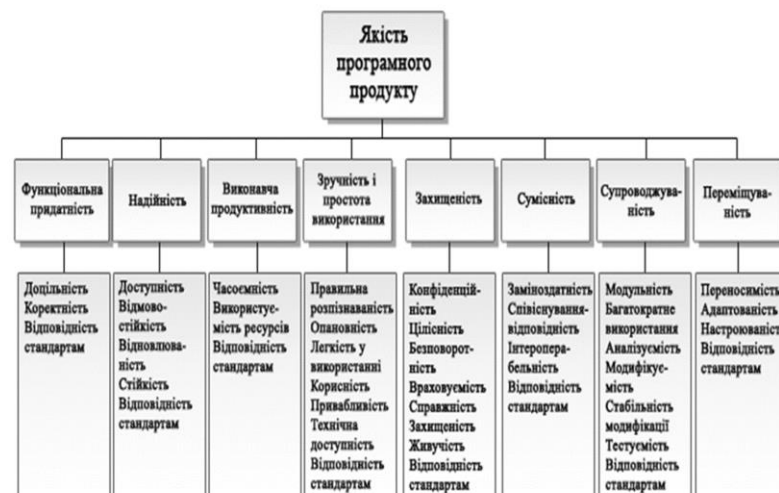 Якість
програмного
продукту
Функціональна
придатність
Надійність
Виконавча
продуктивність
Зручність і
простота
використання
Захищеність
Сумісність
Супроводжува-
ність
Переміщува-
ність
Доцільність
Коректність
Відповідність
стандартам
Доступність
Відмово-
стійкість
Відновлюва-
ність
Стійкість
Відповідність
стандартам
Часоємність
Використує-
мість ресурсів
Відповідність
стандартам
Правильна
розпізнаваність
Опановність
Легкість у
використанні
Корисність
Привабливість
Технічна
доступність
Відповідність
стандартам
Конфіденцій-
ність
Цілісність
Безповорот-
ність
Враховуємість
Справжність
Захищеність
Живучість
Відповідність
стандартам
Заміноздатність
Співіснування-
відповідність
Інтеропера-
бельність
Відповідність
стандартам
Модульність
Багатократне
використання
Аналізуємість
Модифікує-
мість
Стабільність
модифікації
Тестуємість
Відповідність
стандартам
Переносимість
Адаптованість
Настроюваність
Відповідність
стандартам